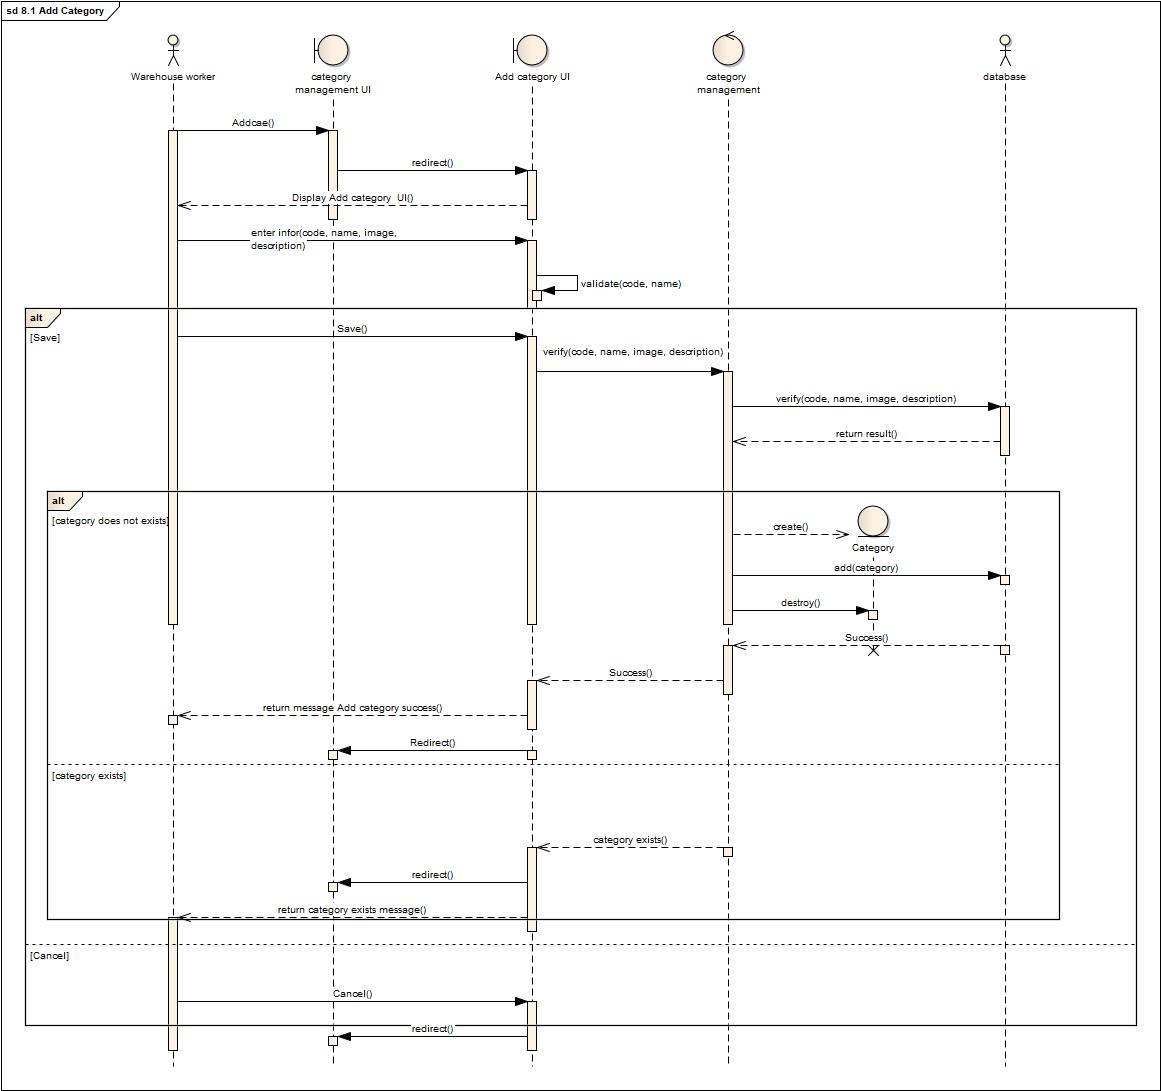 sd 8.1 Add Category
Warehouse worker
category
management UI
Add category UI
category
management
database
Addcae()
redirect()
Display Add category  UI()
enter infor(code, name, image,
description)
validate(code, name)
alt
[Save]
Save()
verify(code, name, image, description)
verify(code, name, image, description)
return result()
alt
[category does not exists]
create()
Category
add(category)
destroy()
Success()
Success()
return message Add category success()
Redirect()
[category exists]
category exists()
redirect()
return category exists message()
[Cancel]
Cancel()
redirect()